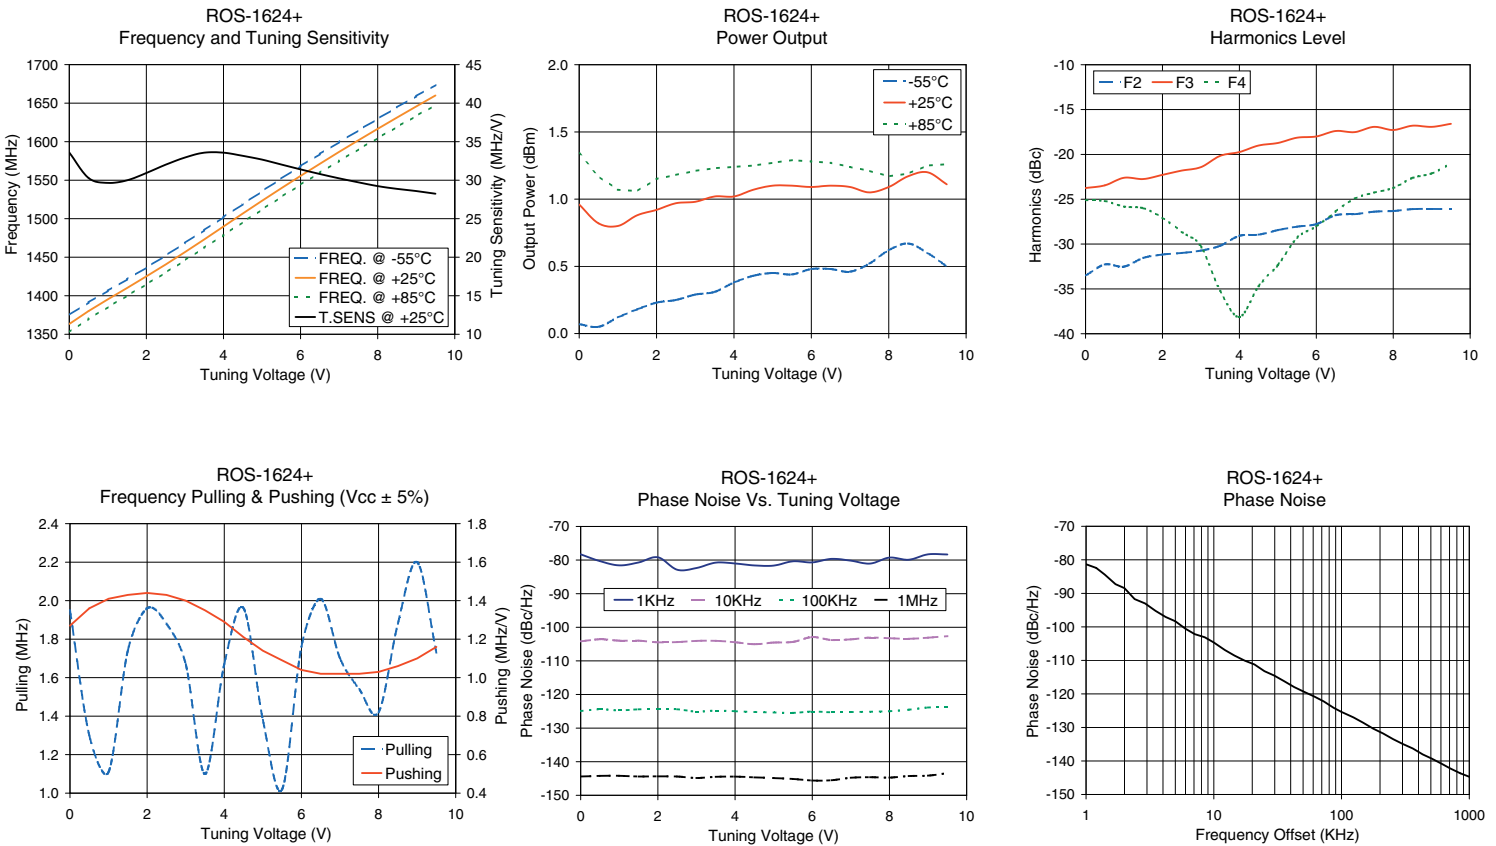 ROS-1624+
Frequency and Tuning Sensitivity
1700
1650
1600
1550
1500
1450
1400
1350
45
40
35
30
25
20
15
10
Frequency (MHz)
Tuning Sensitivity (MHz/V)
FREQ. @ -55°C
FREQ. @ +25°C
FREQ. @ +85°C
T.SENS @ +25°C
0 2 4 6 8 10
Tuning Voltage (V)
ROS-1624+
Power Output
2.0
1.5
1.0
0.5
0.0
Output Power (dBm)
-55°C
+25°C
+85°C
0 2 4 6 8 10
Tuning Voltage (V)
ROS-1624+
Harmonics Level
-10
-15
-20
-25
-30
-35
-40
Harmonics (dBc)
F2 F3 F4
0 2 4 6 8 10
Tuning Voltage (V)
ROS-1624+
Frequency Pulling & Pushing (Vcc ± 5%)
2.4
2.2
2.0
1.8
1.6
1.4
1.2
1.0
1.8
1.6
1.4
1.2
1.0
0.8
0.6
0.4
Pulling (MHz)
Pushing (MHz/V)
Pulling
Pushing
0 2 4 6 8 10
Tuning Voltage (V)
ROS-1624+
Phase Noise Vs. Tuning Voltage
-70
-80
-90
-100
-110
-120
-130
-140
-150
Phase Noise (dBc/Hz)
1KHz 10KHz 100KHz 1MHz
0 2 4 6 8 10
Tuning Voltage (V)
ROS-1624+
Phase Noise
-70
-80
-90
-100
-110
-120
-130
-140
-150
Phase Noise (dBc/Hz)
1 10 100 1000
Frequency Offset (KHz)